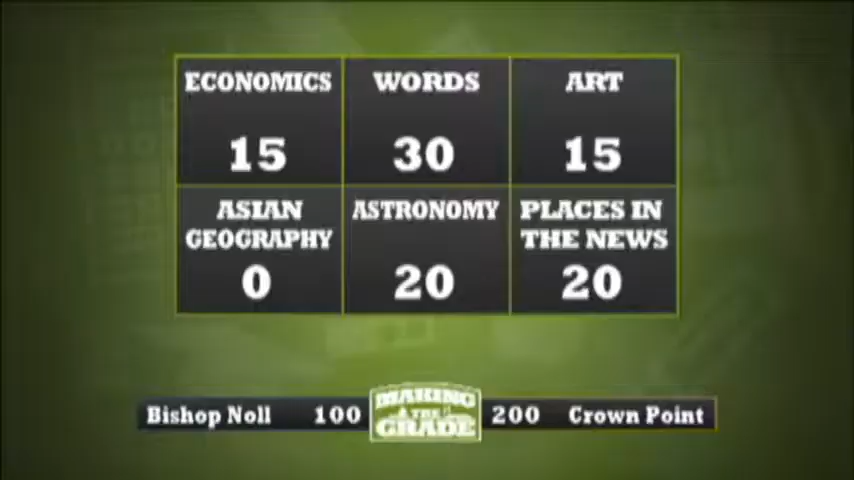 ECONOMICS
15
WORDS
30
ART
15
ASIAN
GEOGRAPHY
0
ASTRONOMY
20
PLACES IN
THE NEWS
20
Bishop Noll 100
MAKING
THE
GRADE
200 Crown Point